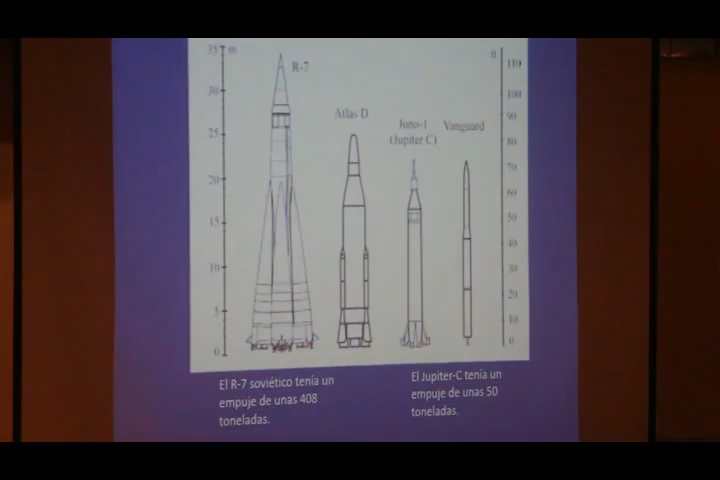 35 m
ft
R-7
110
30
100
Atlas D
Juno-1
(Jupiter C)
Vanguard
90
25
80
70
20
60
15
50
40
10
30
20
5
10
0
0
El R-7 soviético tenía un
empuje de unas 408
toneladas.
El Jupiter-C tenía un
empuje de unas 50
toneladas.